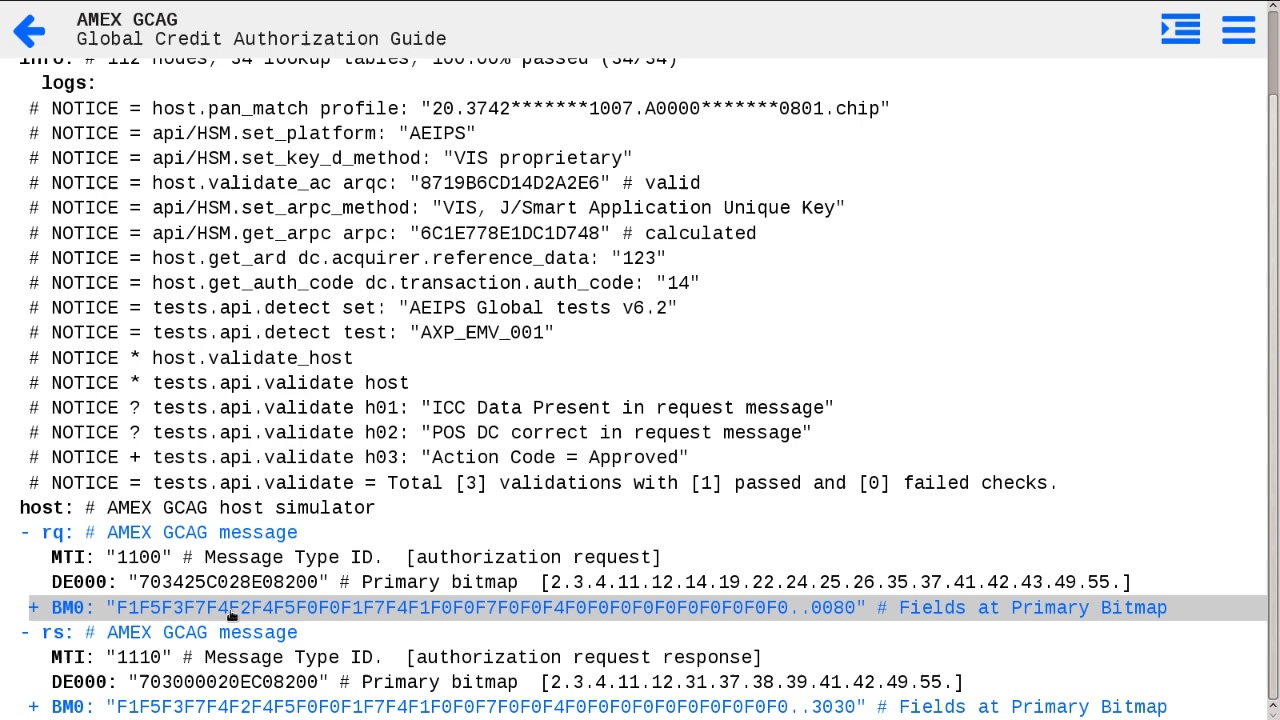 AMEX GCAG
Global Credit Authorization Guide
info: # 112 nodes, 34 lookup tables, 100.00% passed (34/34)
logs:
# NOTICE = host.pan_match profile: "20.3742*******1007.A0000*******0801.chip"
# NOTICE = api/HSM.set_platform: "AEIPS"
# NOTICE = api/HSM.set_key_d_method: "VIS proprietary"
# NOTICE = host.validate_ac arqc: "8719B6CD14D2A2E6" # valid
# NOTICE = api/HSM.set_arpc_method: "VIS, J/Smart Application Unique Key"
# NOTICE = api/HSM.get_arpc arpc: "6C1E778E1DC1D748" # calculated
# NOTICE = host.get_ard dc.acquirer.reference_data: "123"
# NOTICE = host.get_auth_code dc.transaction.auth_code: "14"
# NOTICE = tests.api.detect set: "AEIPS Global tests v6.2"
# NOTICE = tests.api.detect test: "AXP_EMV_001"
# NOTICE * host.validate_host
# NOTICE * tests.api.validate host
# NOTICE ? tests.api.validate h01: "ICC Data Present in request message"
# NOTICE ? tests.api.validate h02: "POS DC correct in request message"
# NOTICE + tests.api.validate h03: "Action Code = Approved"
# NOTICE = tests.api.validate = Total [3] validations with [1] passed and [0] failed checks.
host: # AMEX GCAG host simulator
- rq: # AMEX GCAG message
MTI: "1100" # Message Type ID. [authorization request]
DE000: "703425C028E08200" # Primary bitmap [2.3.4.11.12.14.19.22.24.25.26.35.37.41.42.43.49.55.]
+ BM0: "F1F5F3F7F4F2F4F5F0F0F1F7F4F1F0F0F7F0F0F4F0F0F0F0F0F0F0F0F0F0..0080" # Fields at Primary Bitmap
- rs: # AMEX GCAG message
MTI: "1110" # Message Type ID. [authorization request response]
DE000: "703000020EC08200" # Primary bitmap [2.3.4.11.12.31.37.38.39.41.42.49.55.]
+ BM0: "F1F5F3F7F4F2F4F5F0F0F1F7F4F1F0F0F7F0F0F4F0F0F0F0F0F0F0F0F0F0..3030" # Fields at Primary Bitmap